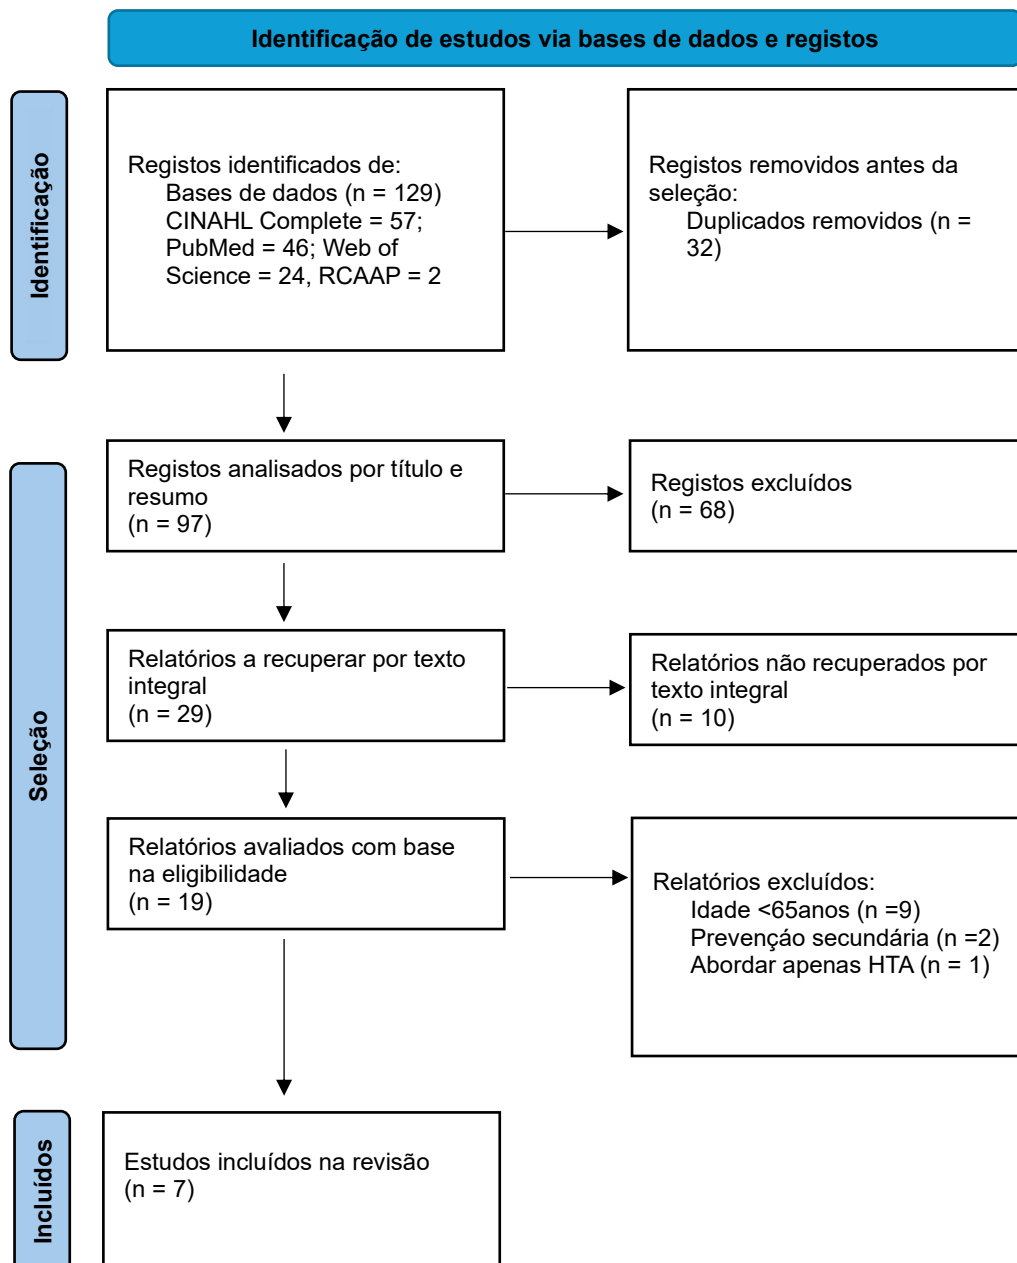 Identificação de estudos via bases de dados e registos
Identificação
Registos identificados de:
Bases de dados (n = 129)
CINAHL Complete = 57;
PubMed = 46; Web of
Science = 24, RCAAP = 2
Registos removidos antes da
seleção:
Duplicados removidos (n =
32)
Seleção
Registos analisados por título e
resumo
(n = 97)
Registos excluídos
(n = 68)
Relatórios a recuperar por texto
integral
(n = 29)
Relatórios não recuperados por
texto integral
(n = 10)
Relatórios avaliados com base
na eligibilidade
(n = 19)
Relatórios excluídos:
Idade <65anos (n =9)
Prevençáo secundária (n =2)
Abordar apenas HTA (n = 1)
Incluídos
Estudos incluídos na revisão
(n = 7)